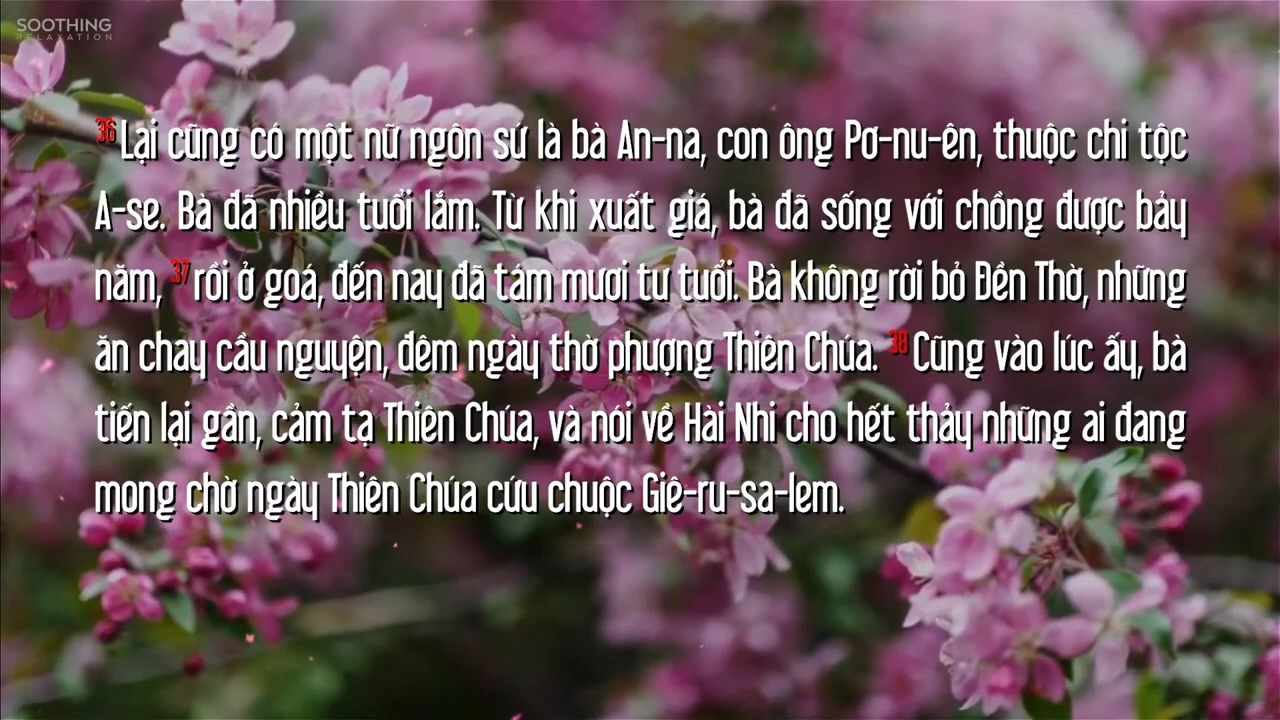 SOOTHING
RELAXATION
36 Lại cũng có một nữ ngôn sứ là bà An-na, con ông Pơ-nu-ên, thuộc chi tộc
A-se. Bà đã nhiều tuổi lắm. Từ khi xuất giá, bà đã sống với chồng được bảy
năm, 37 rồi ở goá, đến nay đã tám mươi tư tuổi. Bà không rời bỏ Đền Thờ, những
ăn chay cầu nguyện, đêm ngày thờ phượng Thiên Chúa. 38 Cũng vào lúc ấy, bà
tiến lại gần, cảm tạ Thiên Chúa, và nói về Hài Nhi cho hết thảy những ai đang
mong chờ ngày Thiên Chúa cứu chuộc Giê-ru-sa-lem.